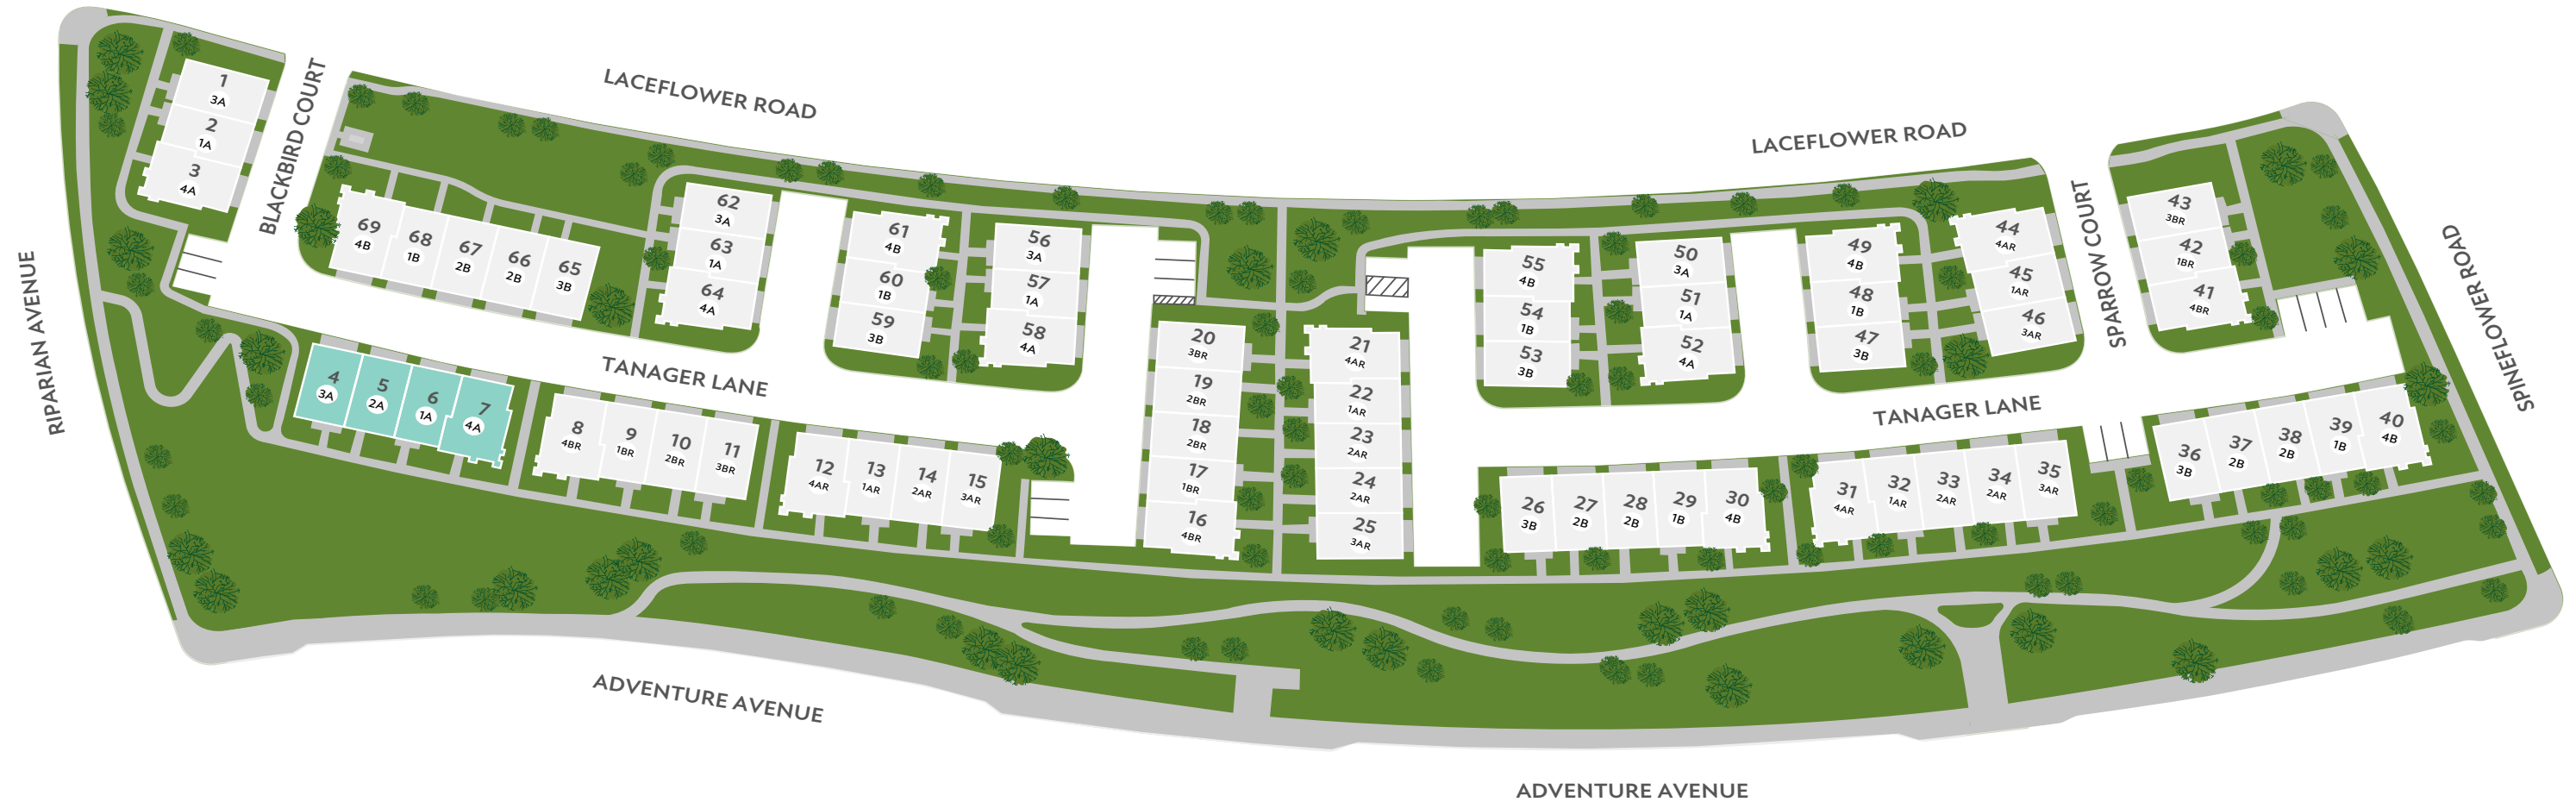 LACEFLOWER ROAD
LACEFLOWER ROAD
BLACKBIRD COURT
RIPARIAN AVENUE
TANAGER LANE
TANAGER LANE
SPARROW COURT
SPINEFLOWER ROAD
ADVENTURE AVENUE
ADVENTURE AVENUE
1
3A
2
1A
3
4A
4
3A
5
2A
6
1A
7
4A
8
4BR
9
1BR
10
2BR
11
3BR
12
4AR
13
1AR
14
2AR
15
3AR
20
3BR
19
2BR
18
2BR
17
1BR
16
4BR
21
4AR
22
1AR
23
2AR
24
2AR
25
3AR
26
3B
27
2B
28
2B
29
1B
30
4B
31
4AR
32
1AR
33
2AR
34
2AR
35
3AR
36
3B
37
2B
38
2B
39
1B
40
4B
43
3BR
42
1BR
41
4BR
44
4AR
45
1AR
46
3AR
49
4B
48
1B
47
3B
50
3A
51
1A
52
4A
55
4B
54
1B
53
3B
56
3A
57
1A
58
4A
61
4B
60
1B
59
3B
62
3A
63
1A
64
4A
69
4B
68
1B
67
2B
66
2B
65
3B